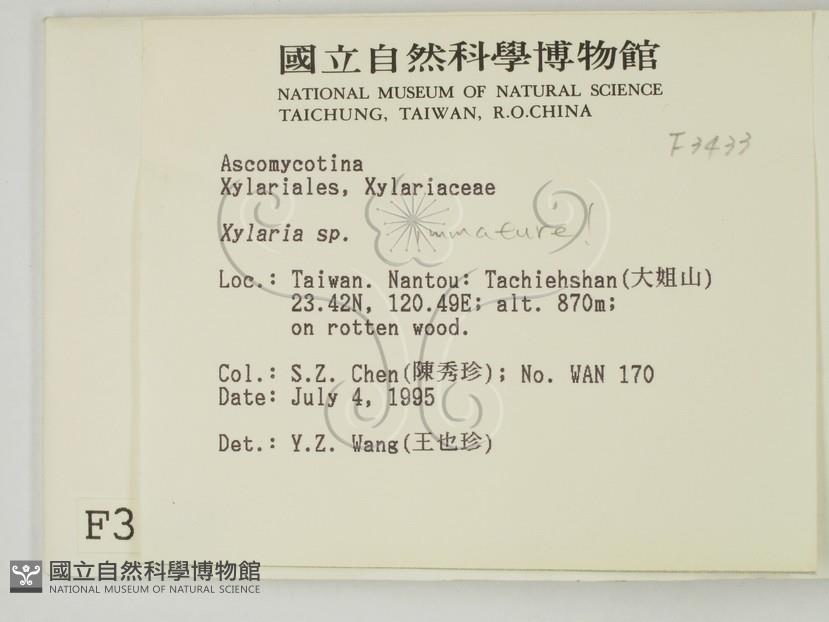 國立自然科學博物館
NATIONAL MUSEUM OF NATURAL SCIENCE
TAICHUNG, TAIWAN, R.O.CHINA
F3433
Ascomycotina
Xylariales, Xylariaceae
Xylaria sp. immature!
Loc.: Taiwan. Nantou: Tachiehshan(大姐山)
23.42N, 120.49E; alt. 870m;
on rotten wood.
Col.: S.Z. Chen(陳秀珍); No. WAN 170
Date: July 4, 1995
Det.: Y.Z. Wang(王也珍)
F3
國立自然科學博物館
NATIONAL MUSEUM OF NATURAL SCIENCE